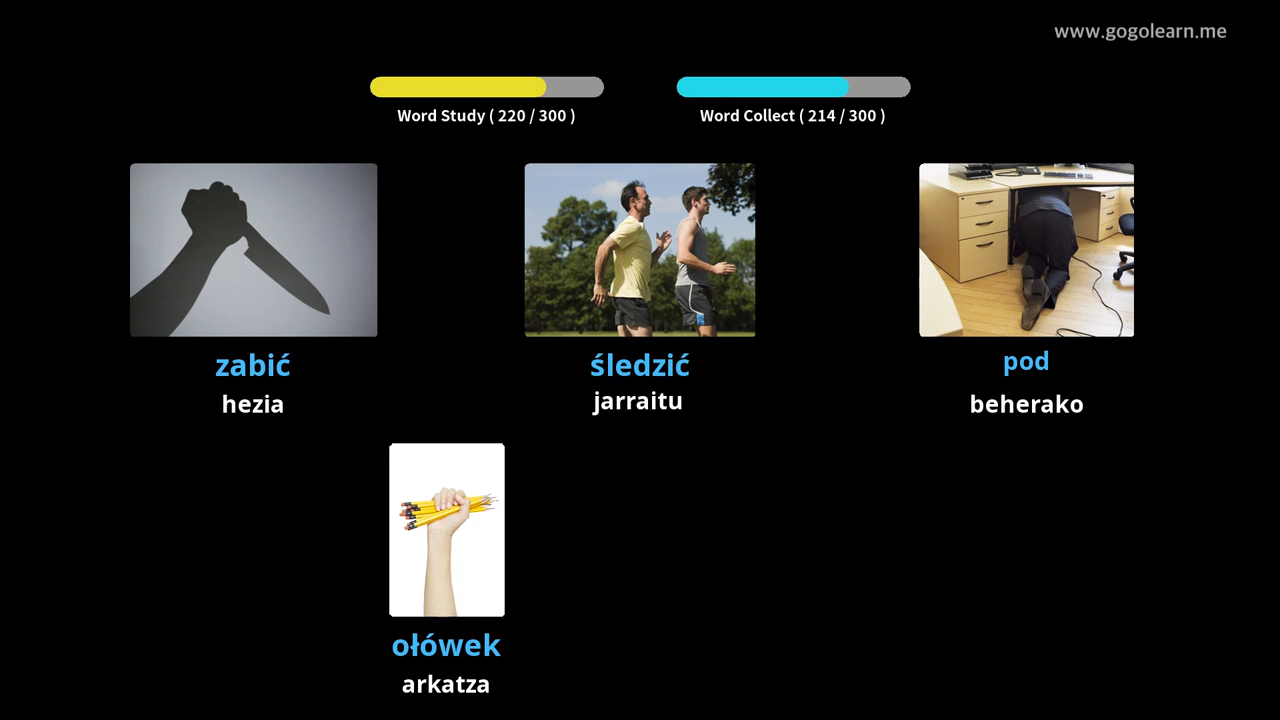 www.gogolearn.me
Word Study ( 220 / 300 )
Word Collect ( 214 / 300 )
zabić
hezia
śledzić
jarraitu
pod
beherako
ołówek
arkatza